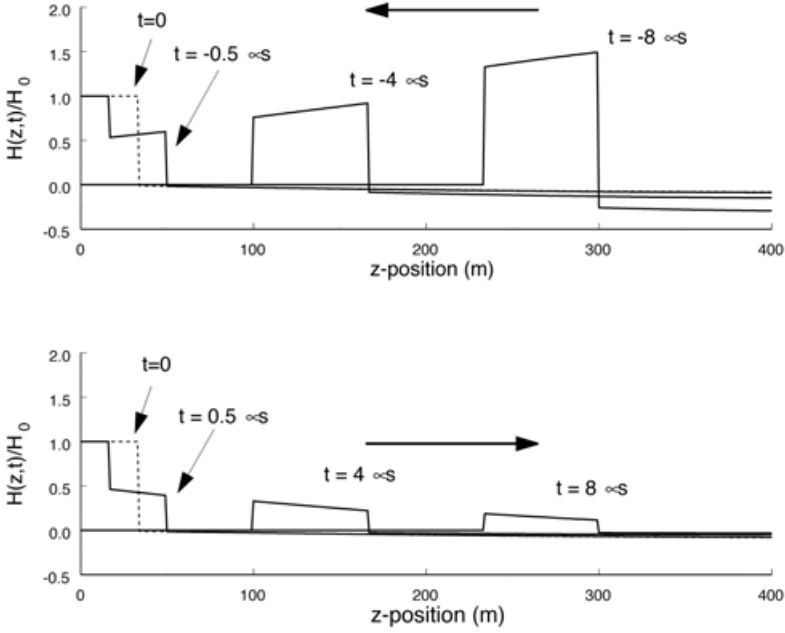 2.0
1.5
1.0
0.5
0.0
-0.5
H(z,t)/H0
t=0
t = -0.5 ∝s
t = -4 ∝s
t = -8 ∝s
0 100 200 300 400
z-position (m)
2.0
1.5
1.0
0.5
0.0
-0.5
H(z,t)/H0
t=0
t = 0.5 ∝s
t = 4 ∝s
t = 8 ∝s
0 100 200 300 400
z-position (m)